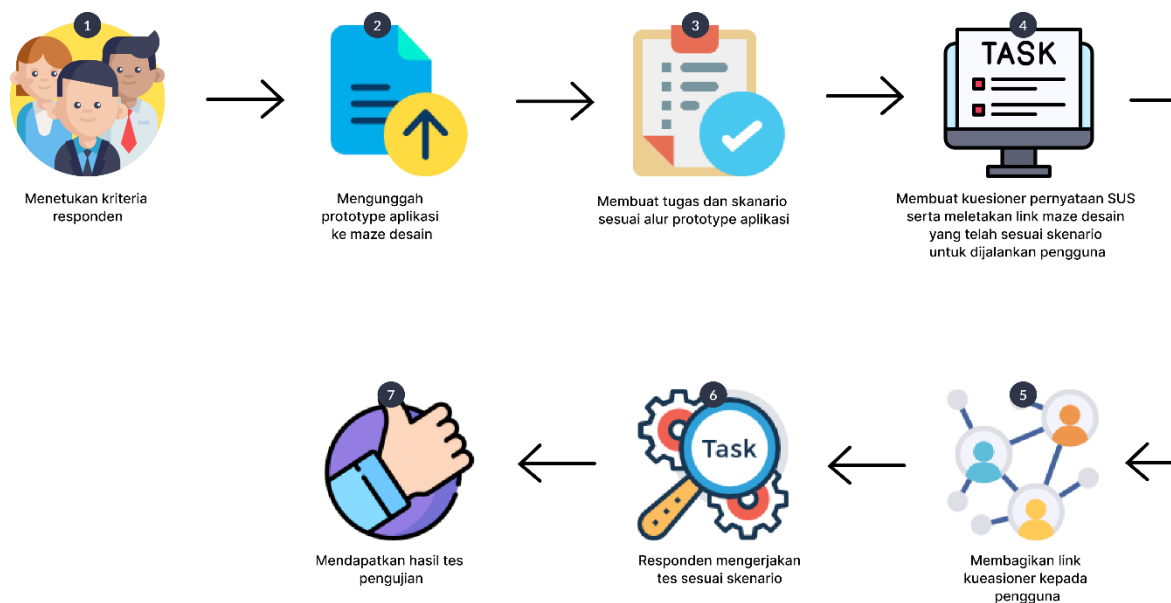 1
Menetukan kriteria
responden
2
Mengunggah
prototype aplikasi
ke maze desain
3
Membuat tugas dan skanario
sesuai alur prototype aplikasi
4
TASK
Membuat kuesioner pernyataan SUS
serta meletakan link maze desain
yang telah sesuai skenario
untuk dijalankan pengguna
5
Membagikan link
kueasioner kepada
pengguna
6
Task
Responden mengerjakan
tes sesuai skenario
7
Mendapatkan hasil tes
pengujian